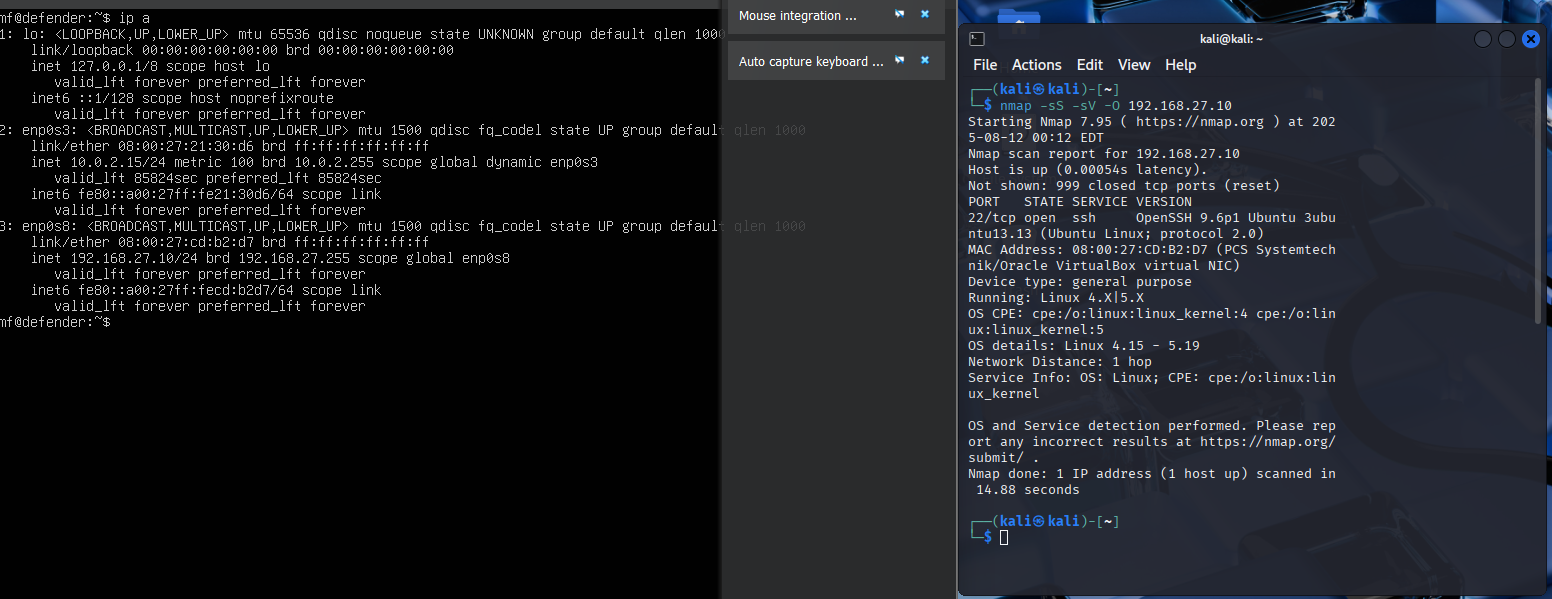 mf@defender:~$ ip a
1: lo: <LOOPBACK,UP,LOWER_UP> mtu 65536 qdisc noqueue state UNKNOWN group default qlen 1000
    link/loopback 00:00:00:00:00:00 brd 00:00:00:00:00:00
    inet 127.0.0.1/8 scope host lo
       valid_lft forever preferred_lft forever
    inet6 ::1/128 scope host noprefixroute
       valid_lft forever preferred_lft forever
2: enp0s3: <BROADCAST,MULTICAST,UP,LOWER_UP> mtu 1500 qdisc fq_codel state UP group default qlen 1000
    link/ether 08:00:27:21:30:d6 brd ff:ff:ff:ff:ff:ff
    inet 10.0.2.15/24 metric 100 brd 10.0.2.255 scope global dynamic enp0s3
       valid_lft 85824sec preferred_lft 85824sec
    inet6 fe80::a00:27ff:fe21:30d6/64 scope link
       valid_lft forever preferred_lft forever
3: enp0s8: <BROADCAST,MULTICAST,UP,LOWER_UP> mtu 1500 qdisc fq_codel state UP group default qlen 1000
    link/ether 08:00:27:cd:b2:d7 brd ff:ff:ff:ff:ff:ff
    inet 192.168.27.10/24 brd 192.168.27.255 scope global enp0s8
       valid_lft forever preferred_lft forever
    inet6 fe80::a00:27ff:fecd:b2d7/64 scope link
       valid_lft forever preferred_lft forever
mf@defender:~$
Mouse integration ...
Auto capture keyboard ...
kali@kali: ~
File Actions Edit View Help
┌──(kali㉿kali)-[~]
└─$ nmap -sS -sV -O 192.168.27.10
Starting Nmap 7.95 ( https://nmap.org ) at 202
5-08-12 00:12 EDT
Nmap scan report for 192.168.27.10
Host is up (0.00054s latency).
Not shown: 999 closed tcp ports (reset)
PORT   STATE SERVICE VERSION
22/tcp open  ssh     OpenSSH 9.6p1 Ubuntu 3ubu
ntu13.13 (Ubuntu Linux; protocol 2.0)
MAC Address: 08:00:27:CD:B2:D7 (PCS Systemtech
nik/Oracle VirtualBox virtual NIC)
Device type: general purpose
Running: Linux 4.X|5.X
OS CPE: cpe:/o:linux:linux_kernel:4 cpe:/o:lin
ux:linux_kernel:5
OS details: Linux 4.15 - 5.19
Network Distance: 1 hop
Service Info: OS: Linux; CPE: cpe:/o:linux:lin
ux_kernel
OS and Service detection performed. Please rep
ort any incorrect results at https://nmap.org/
submit/ .
Nmap done: 1 IP address (1 host up) scanned in
 14.88 seconds
┌──(kali㉿kali)-[~]
└─$